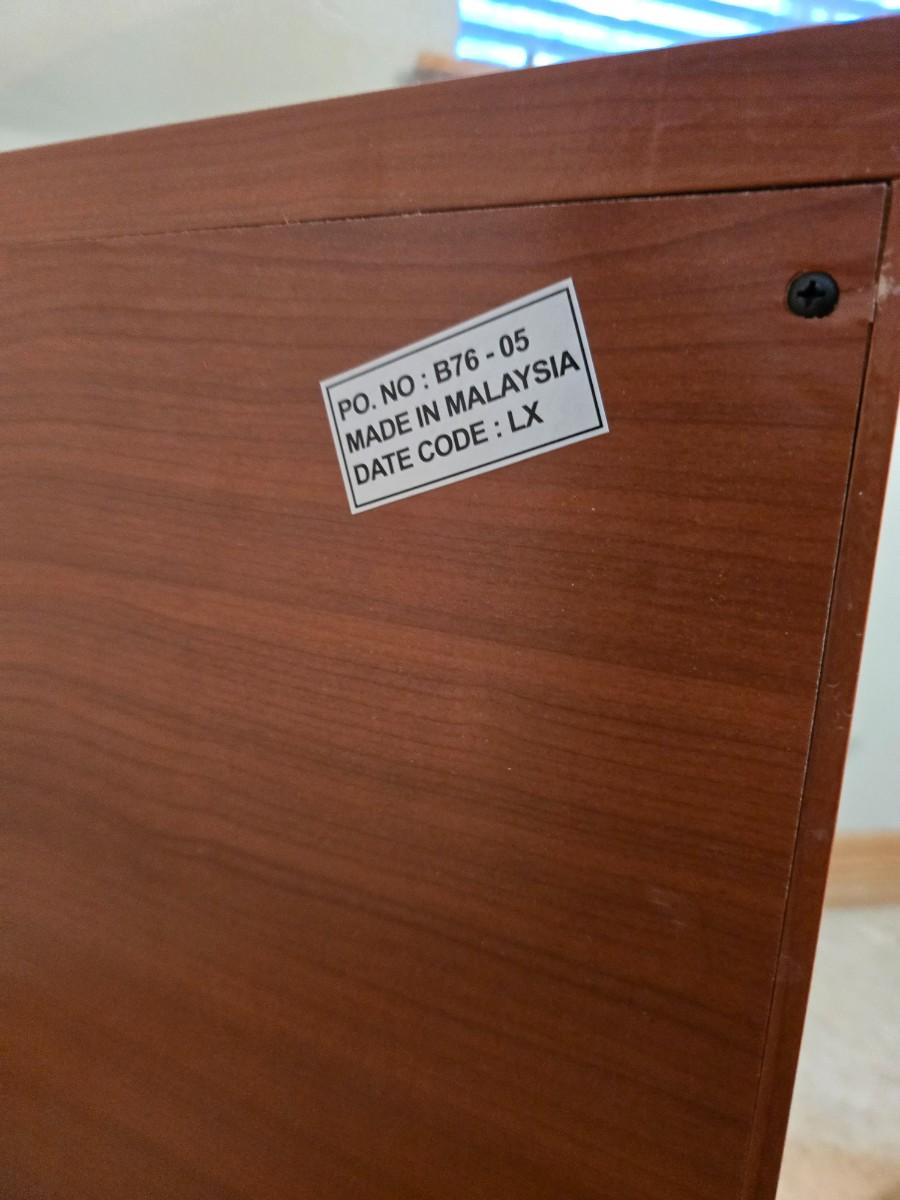 PO. NO : B76 - 05
MADE IN MALAYSIA
DATE CODE : LX